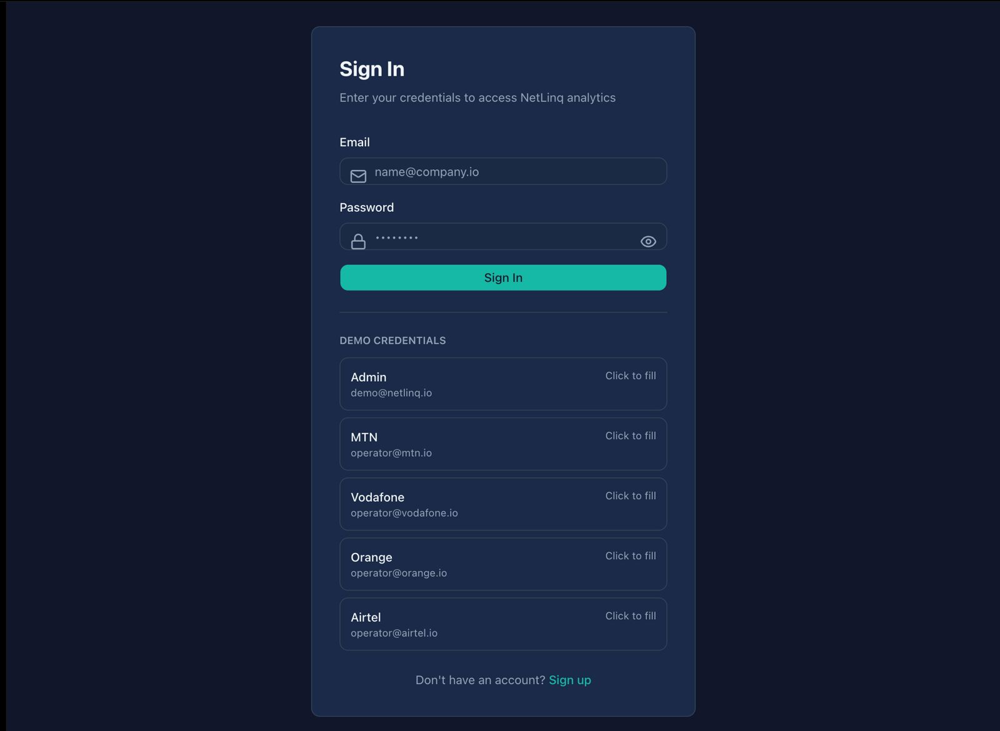 Sign In
Enter your credentials to access NetLinq analytics
Email
name@company.io
Password
••••••••
Sign In
DEMO CREDENTIALS
Admin
Click to fill
demo@netlinq.io
MTN
Click to fill
operator@mtn.io
Vodafone
Click to fill
operator@vodafone.io
Orange
Click to fill
operator@orange.io
Airtel
Click to fill
operator@airtel.io
Don't have an account? Sign up